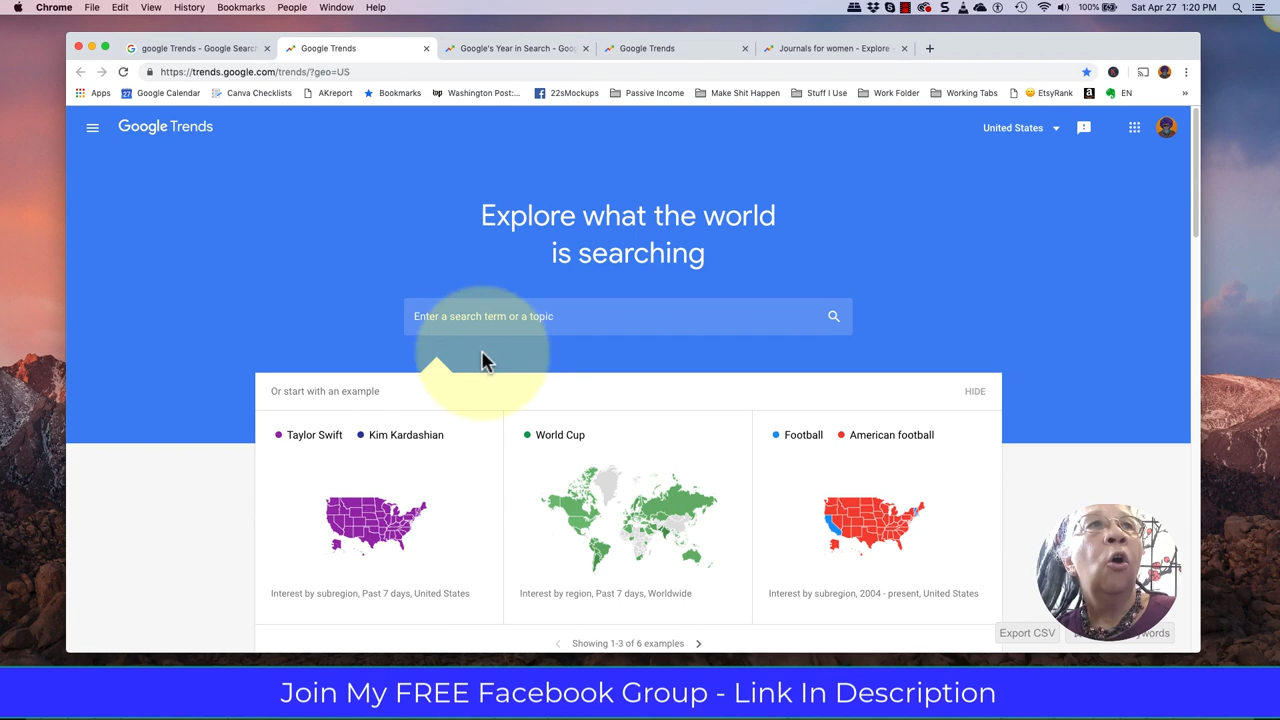 Chrome File Edit View History Bookmarks People Window Help 100% Sat Apr 27 1:20 PM
google Trends - Google Search Google Trends Google's Year in Search - Goog Google Trends Journals for women - Explore -
https://trends.google.com/trends/?geo=US
Apps Google Calendar Canva Checklists AKreport Bookmarks Washington Post:... 22sMockups Passive Income Make Shit Happen Stuff I Use Work Folder Working Tabs EtsyRank EN
Google Trends United States
Explore what the world
is searching
Enter a search term or a topic
Or start with an example HIDE
Taylor Swift Kim Kardashian World Cup Football American football
Interest by subregion, Past 7 days, United States Interest by region, Past 7 days, Worldwide Interest by subregion, 2004 - present, United States
Export CSV
Showing 1-3 of 6 examples
Join My FREE Facebook Group - Link In Description